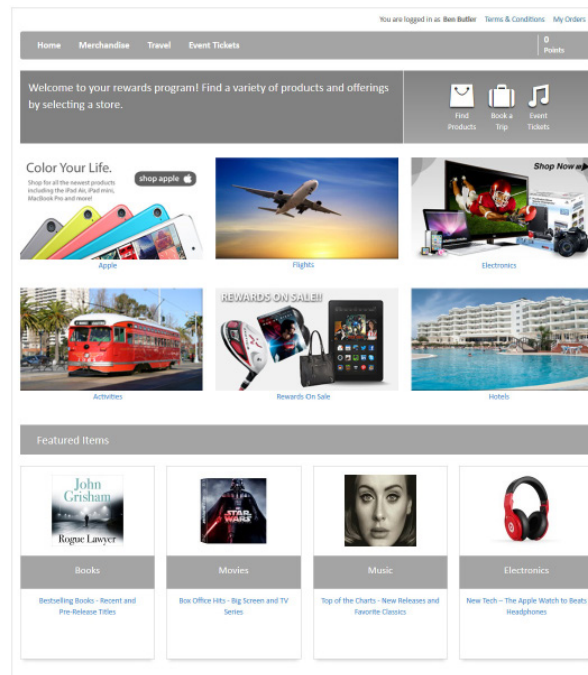 You are logged in as Ben Butler Terms & Conditions My Orders
Home Merchandise Travel Event Tickets
0
Points
Welcome to your rewards program! Find a variety of products and offerings
by selecting a store.
Find
Products
Book a
Trip
Event
Tickets
Color Your Life.
Shop for all the newest products
including the iPad Air, iPad mini,
MacBook Pro and more!
shop apple
Shop Now
Apple
Flights
Electronics
REWARDS ON SALE!!
Activities
Rewards On Sale
Hotels
Featured Items
John
Grisham
Rogue Lawyer
STAR
WARS
Books
Movies
Music
Electronics
Bestselling Books - Recent and
Pre-Release Titles
Box Office Hits - Big Screen and TV
Series
Top of the Charts - New Releases and
Favorite Classics
New Tech – The Apple Watch to Beats
Headphones